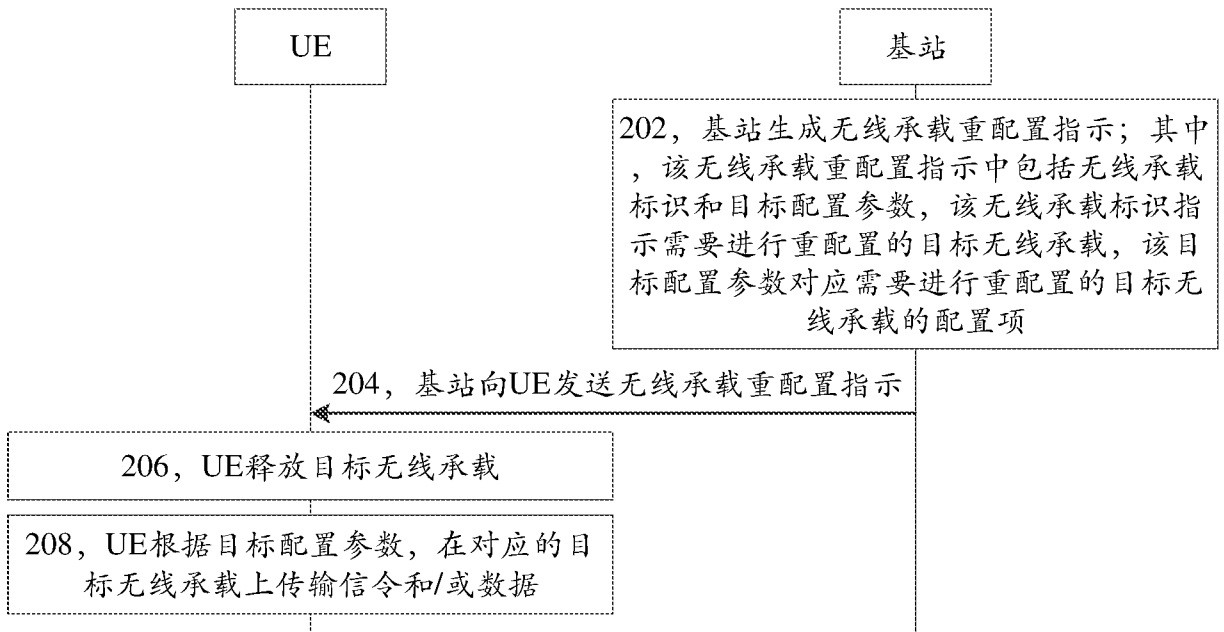 UE
基站
202，基站生成无线承载重配置指示；其中
，该无线承载重配置指示中包括无线承载
标识和目标配置参数，该无线承载标识指
示需要进行重配置的目标无线承载，该目
标配置参数对应需要进行重配置的目标无
线承载的配置项
204，基站向UE发送无线承载重配置指示
206，UE释放目标无线承载
208，UE根据目标配置参数，在对应的目
标无线承载上传输信令和/或数据